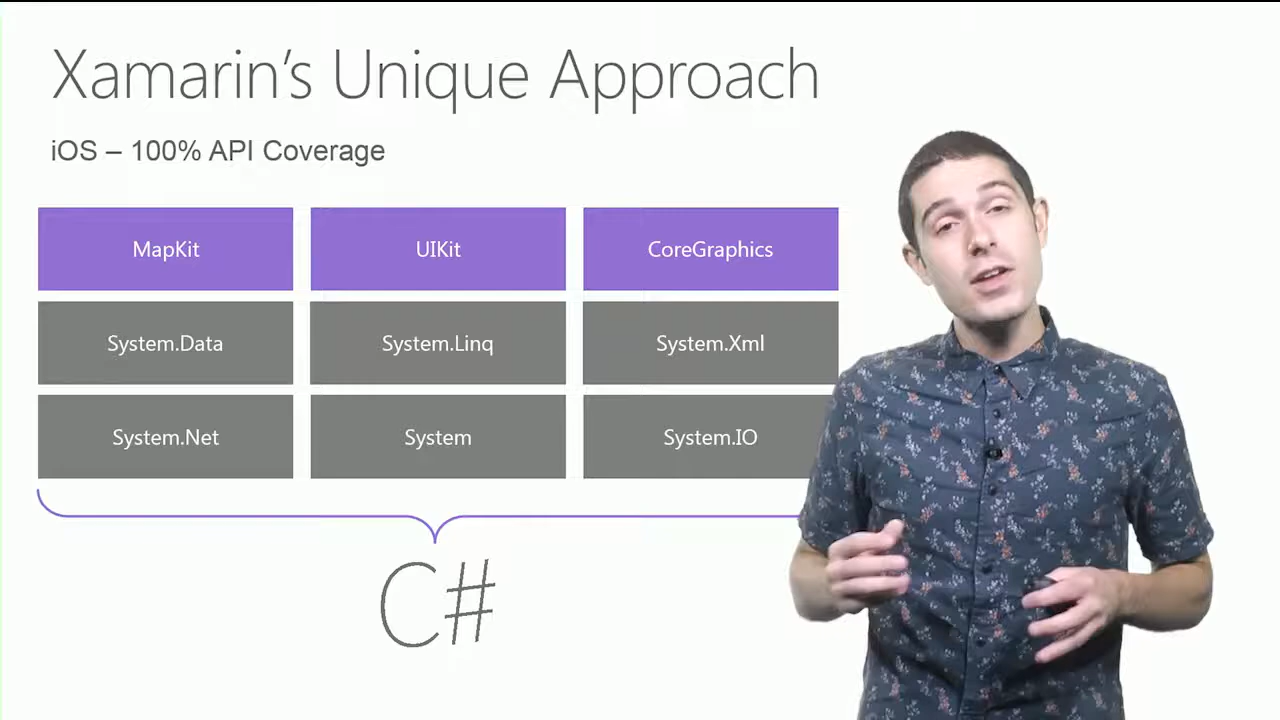 Xamarin's Unique Approach
iOS – 100% API Coverage
MapKit UIKit CoreGraphics
System.Data System.Linq System.Xml
System.Net System System.IO
C#